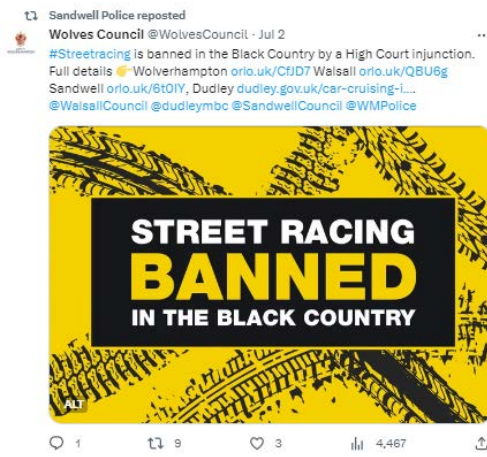 Sandwell Police reposted
Wolves Council @WolvesCouncil · Jul 2
#Streetracing is banned in the Black Country by a High Court injunction.
Full details 👉Wolverhampton orlo.uk/CfJD7 Walsall orlo.uk/QBU6g
Sandwell orlo.uk/6t0IY, Dudley dudley.gov.uk/car-cruising-i....
@WalsallCouncil @dudleymbc @SandwellCouncil @WMPolice
STREET RACING
BANNED
IN THE BLACK COUNTRY
ALT
1 9 3 4,467